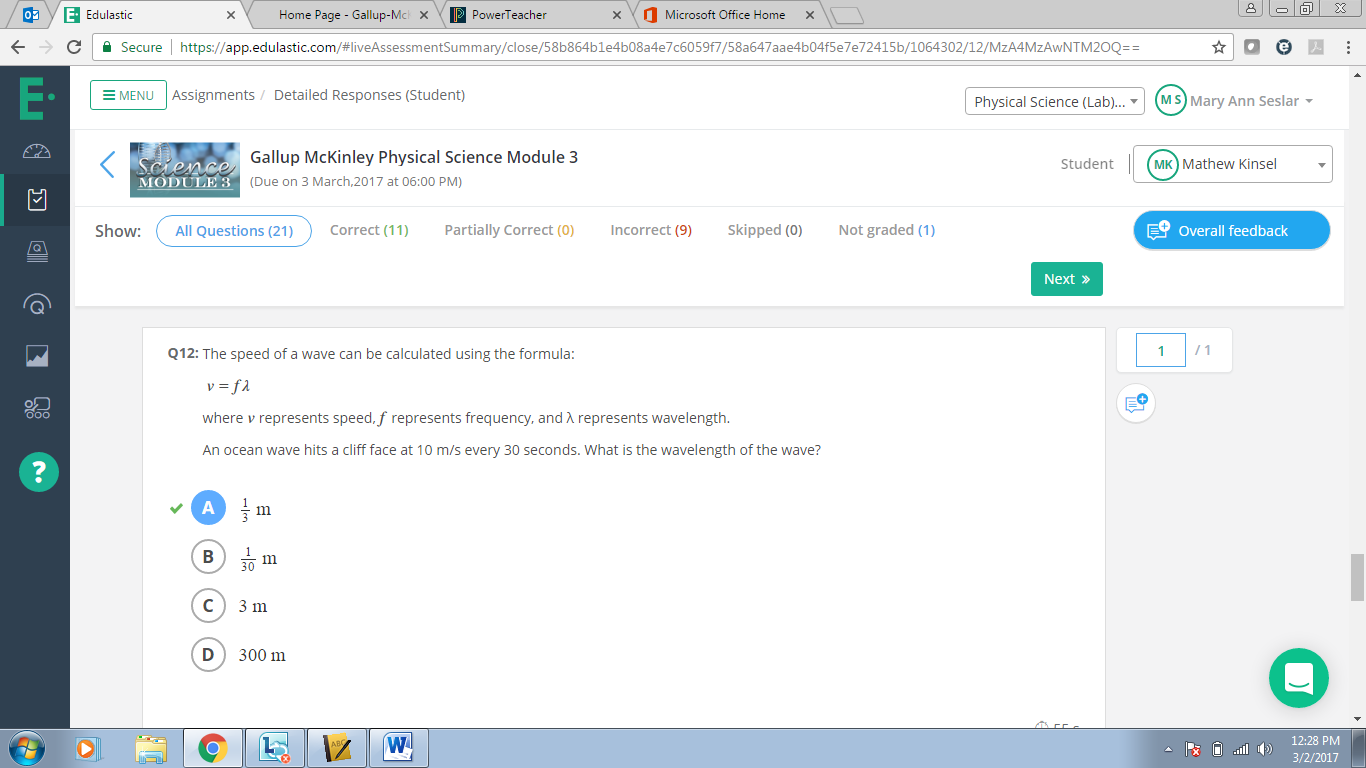 Edulastic
Home Page - Gallup-McK
PowerTeacher
Microsoft Office Home
Secure
https://app.edulastic.com/#liveAssessmentSummary/close/58b864b1e4b08a4e7c6059f7/58a647aae4b04f5e7e72415b/1064302/12/MzA4MzAwNTM2OQ==
E
MENU
Assignments / Detailed Responses (Student)
Physical Science (Lab)...
MS
Mary Ann Seslar
Science
MODULE 3
Gallup McKinley Physical Science Module 3
(Due on 3 March,2017 at 06:00 PM)
Student
MK
Mathew Kinsel
Show:
All Questions (21)
Correct (11)
Partially Correct (0)
Incorrect (9)
Skipped (0)
Not graded (1)
Overall feedback
Next »
Q12: The speed of a wave can be calculated using the formula:
v = f λ
where v represents speed, f represents frequency, and λ represents wavelength.
An ocean wave hits a cliff face at 10 m/s every 30 seconds. What is the wavelength of the wave?
1 / 1
A 1/3 m
B 1/30 m
C 3 m
D 300 m
?
12:28 PM
3/2/2017